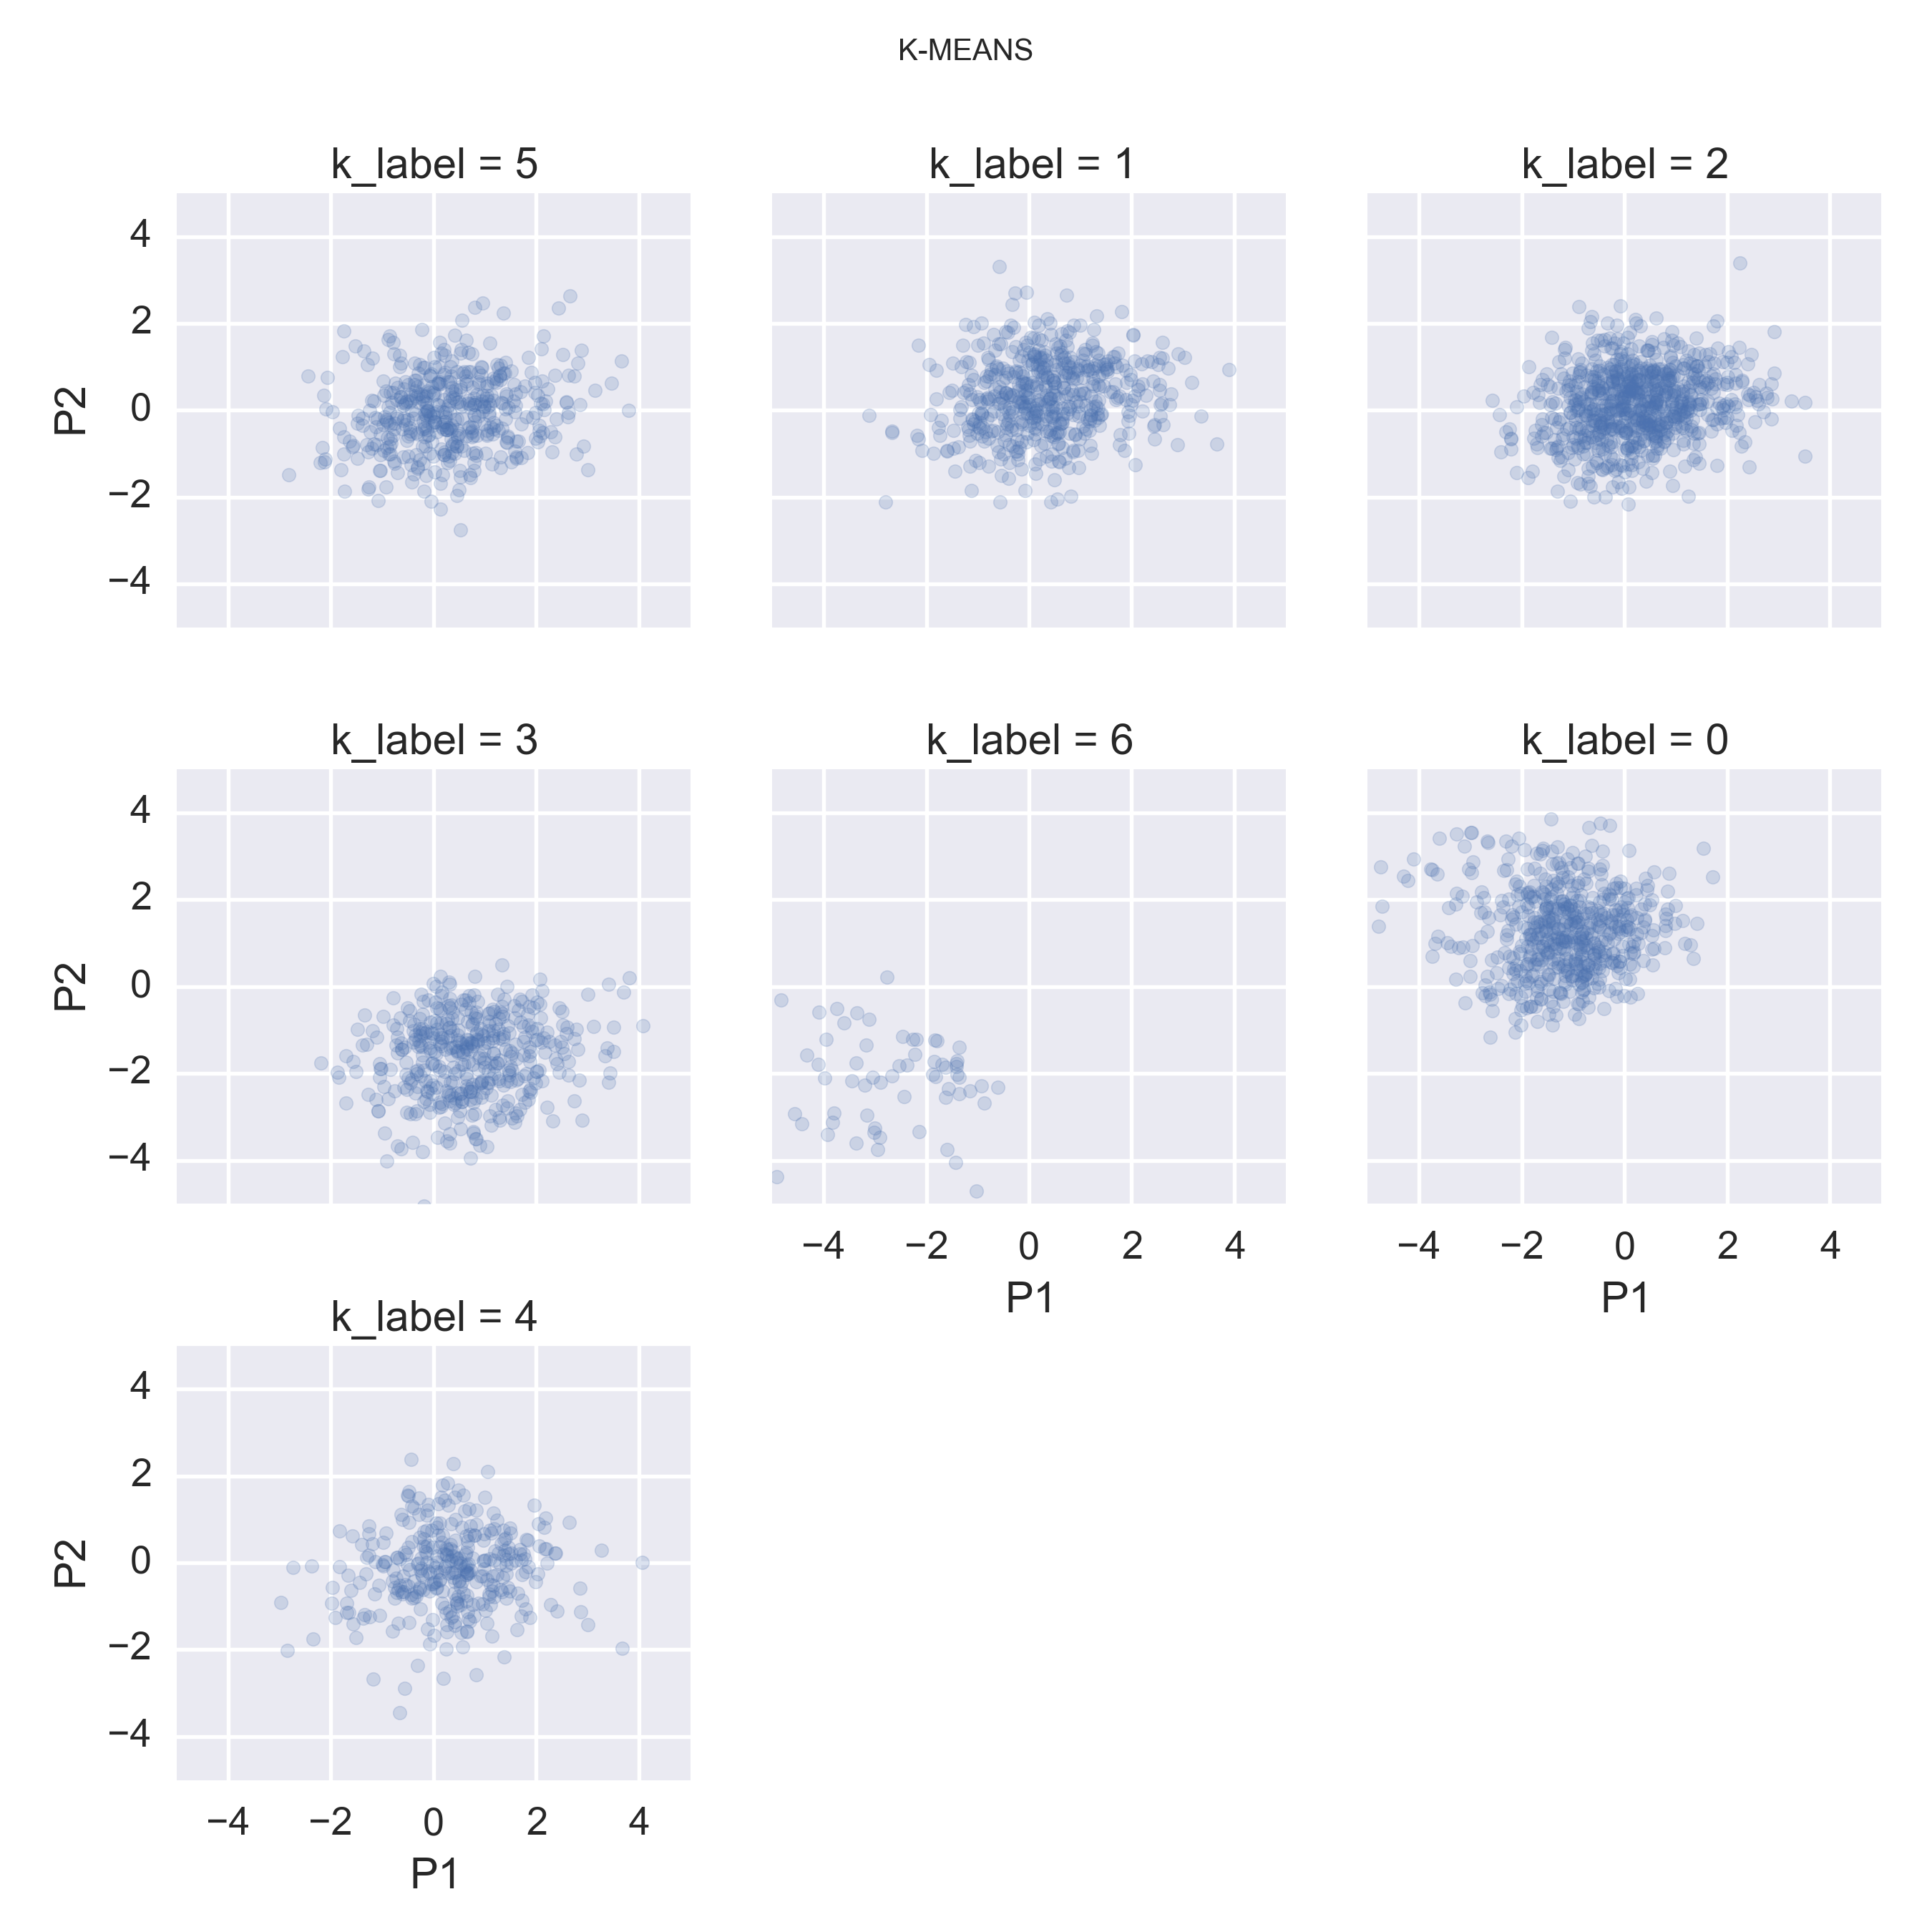 K-MEANS
k_label = 5
k_label = 1
k_label = 2
4
2
0
−2
−4
P2
k_label = 3
k_label = 6
k_label = 0
4
2
0
−2
−4
P2
−4 −2 0 2 4
P1
−4 −2 0 2 4
P1
k_label = 4
4
2
0
−2
−4
P2
−4 −2 0 2 4
P1